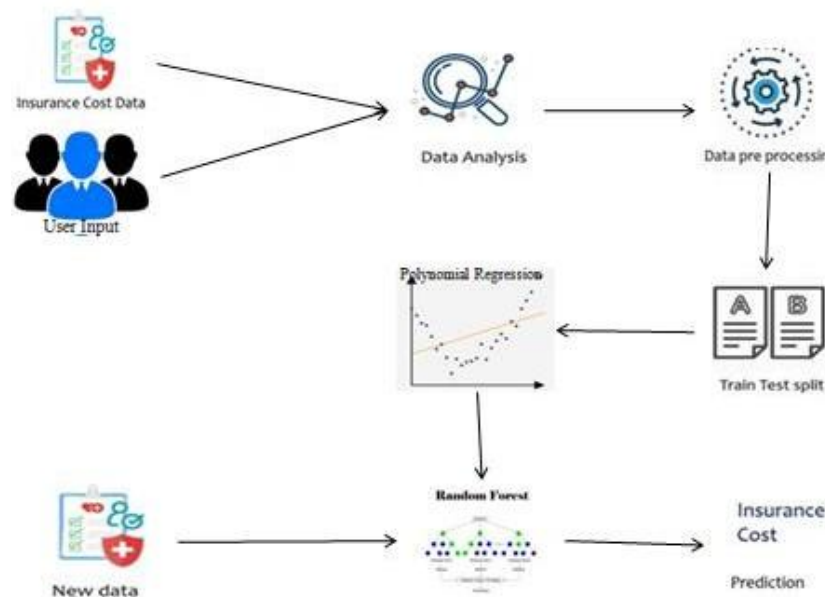 Insurance Cost Data
User Input
Data Analysis
Data pre processin
Polynomial Regression
A B
Train Test split
Random Forest
New data
Insurance
Cost
Prediction